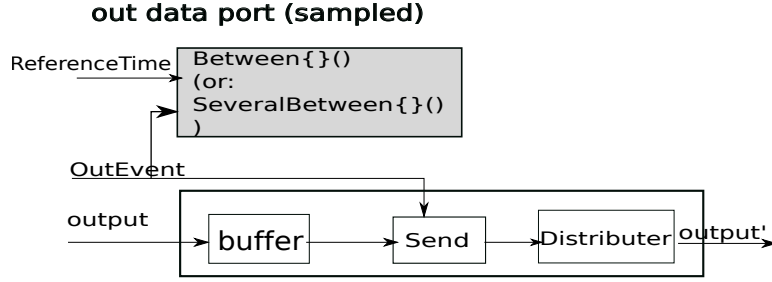 out data port (sampled)
ReferenceTime
Between{}()
(or:
SeveralBetween{}()
)
OutEvent
output
buffer
Send
Distributer
output'